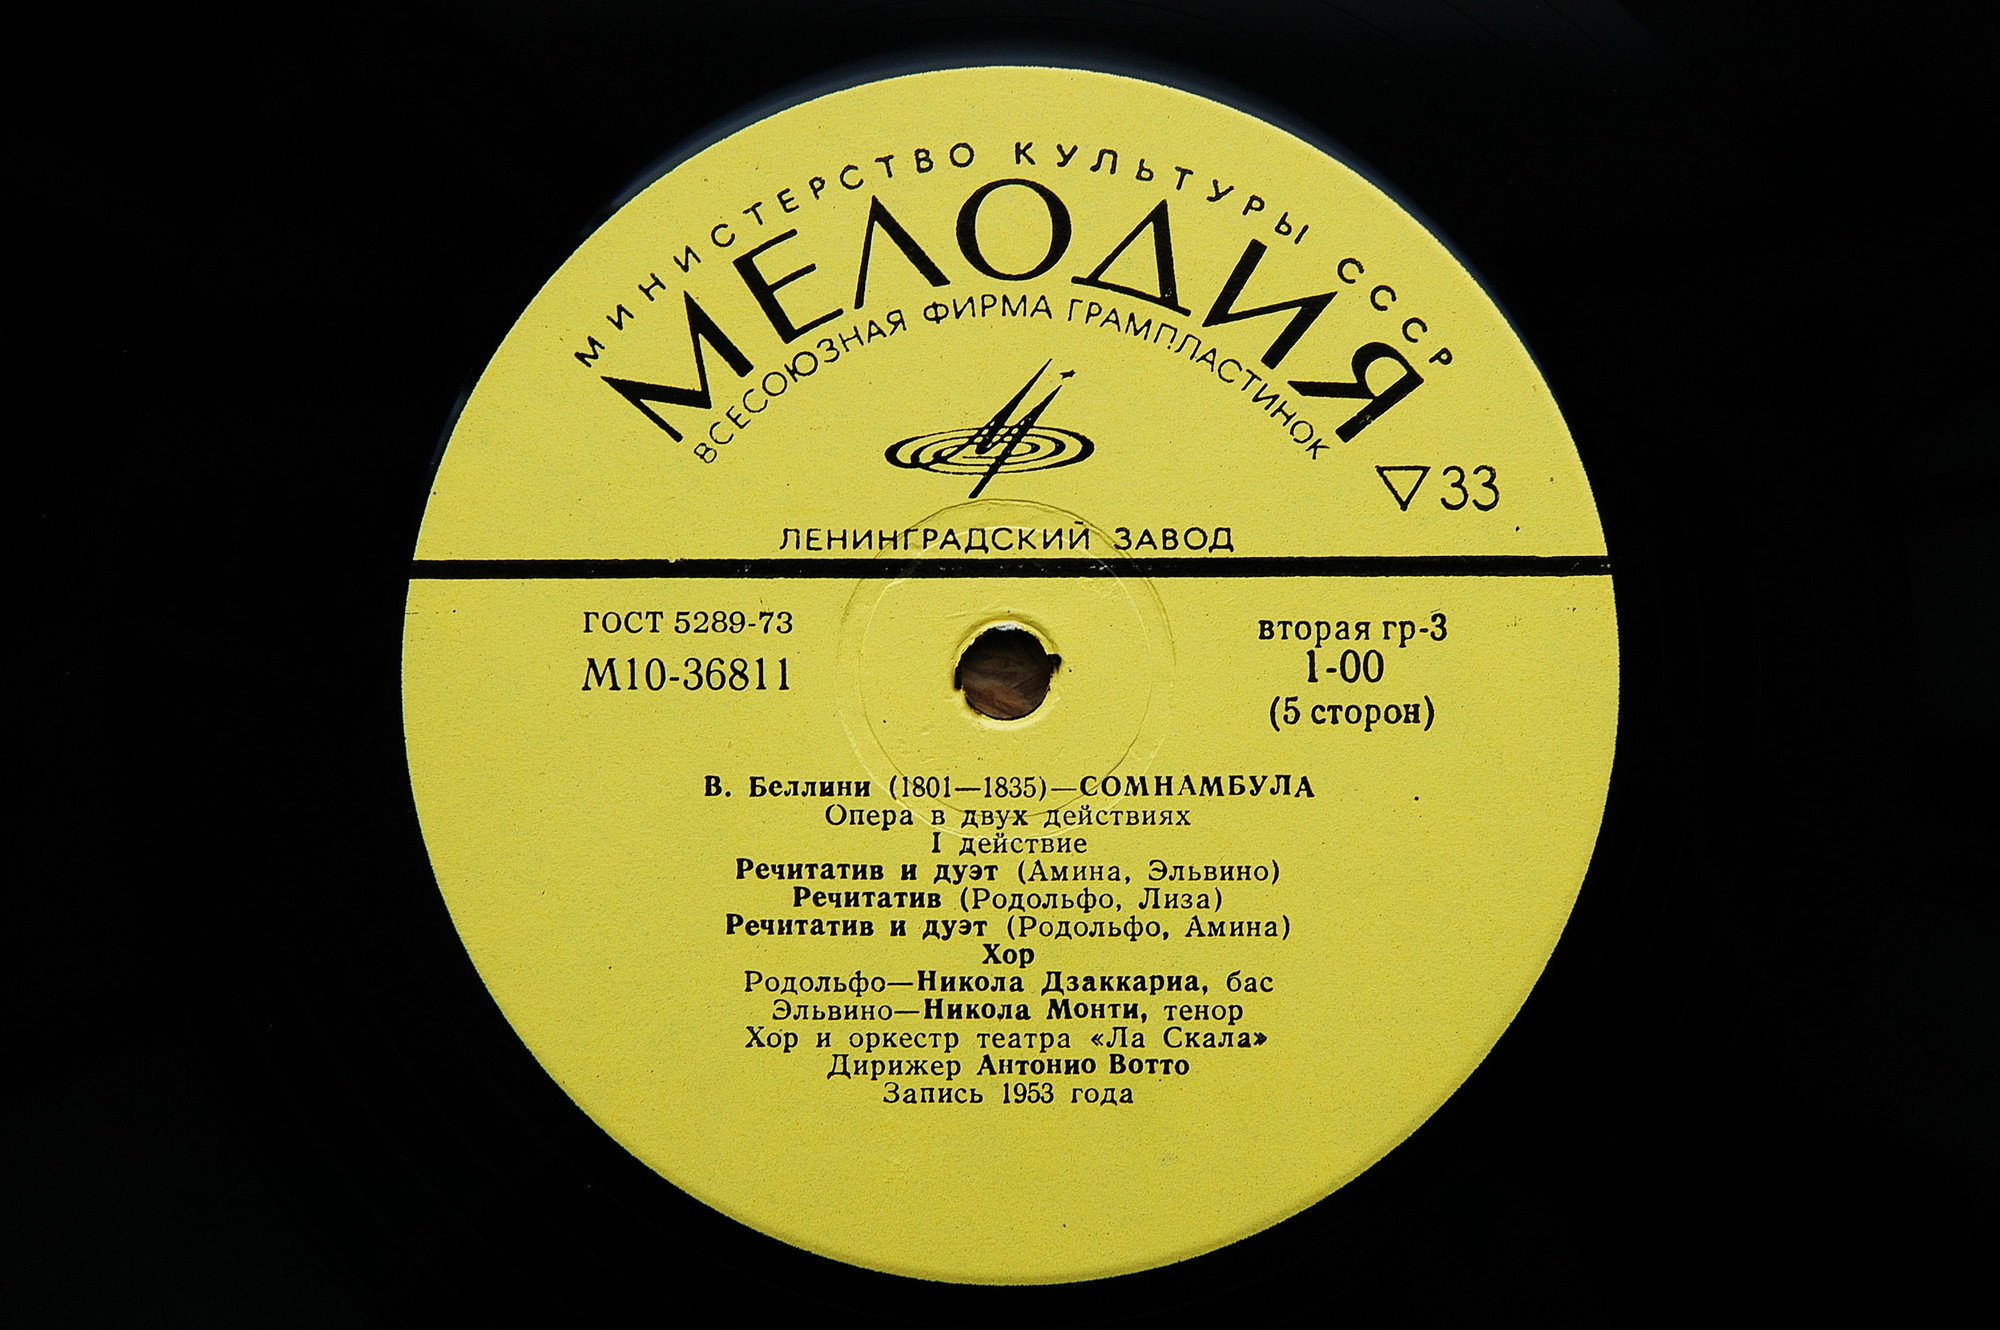 МИНИСТЕРСТВО КУЛЬТУРЫ СССР
МЕЛОДИЯ
ВСЕСОЮЗНАЯ ФИРМА ГРАМПЛАСТИНОК
33
ЛЕНИНГРАДСКИЙ ЗАВОД
ГОСТ 5289-73
М10-36811
вторая гр-3
1-00
(5 сторон)
В. Беллини (1801—1835)—СОМНАМБУЛА
Опера в двух действиях
I действие
Речитатив и дуэт (Амина, Эльвино)
Речитатив (Родольфо, Лиза)
Речитатив и дуэт (Родольфо, Амина)
Хор
Родольфо—Никола Дзаккариа, бас
Эльвино—Никола Монти, тенор
Хор и оркестр театра «Ла Скала»
Дирижер Антонио Вотто
Запись 1953 года